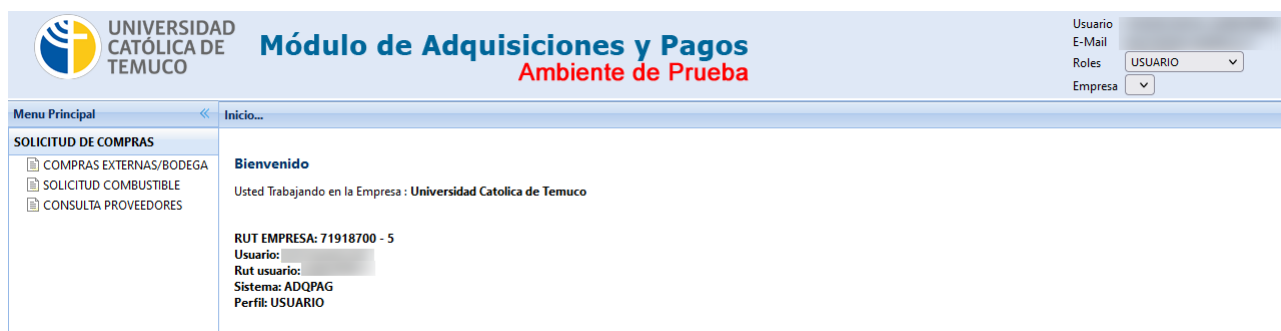 UNIVERSIDAD
CATÓLICA DE
TEMUCO
Módulo de Adquisiciones y Pagos
Ambiente de Prueba
Usuario
E-Mail
Roles USUARIO
Empresa
Menu Principal
Inicio...
SOLICITUD DE COMPRAS
COMPRAS EXTERNAS/BODEGA
SOLICITUD COMBUSTIBLE
CONSULTA PROVEEDORES
Bienvenido
Usted Trabajando en la Empresa : Universidad Catolica de Temuco
RUT EMPRESA: 71918700 - 5
Usuario:
Rut usuario:
Sistema: ADQPAG
Perfil: USUARIO